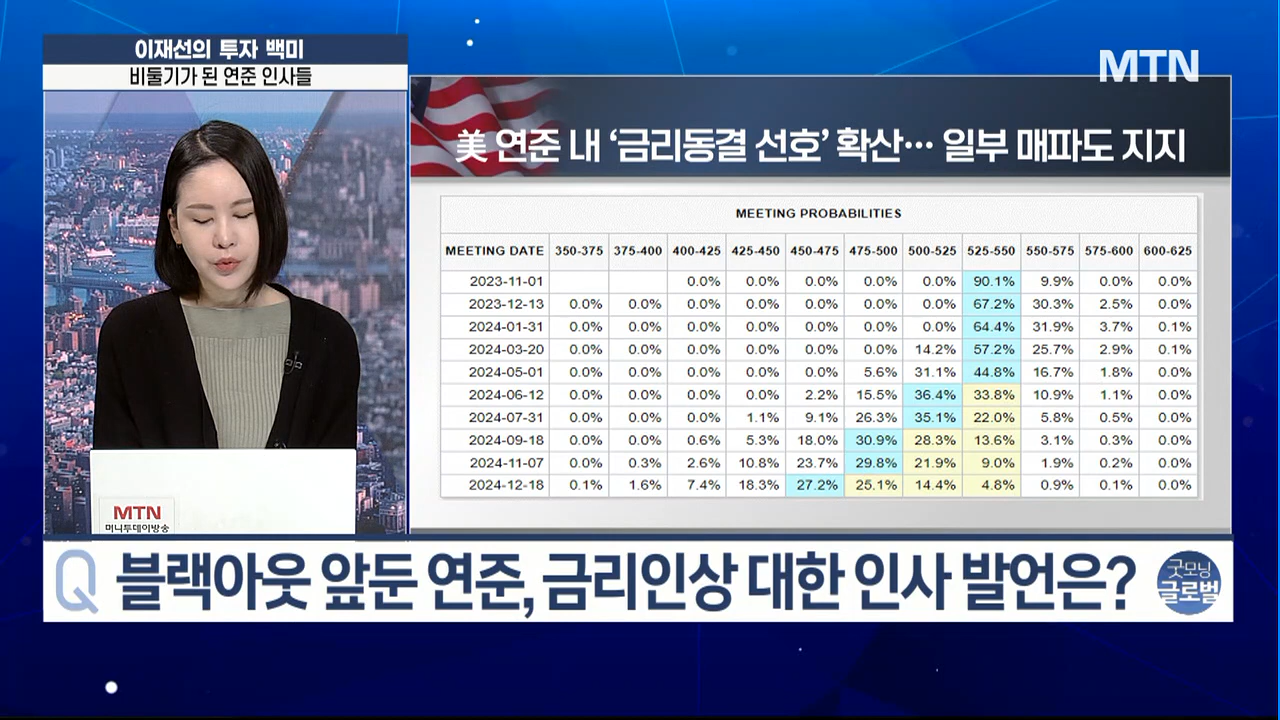 이재선의 투자 백미
비둘기가 된 연준 인사들
MTN
美 연준 내 ‘금리동결 선호’ 확산… 일부 매파도 지지
MEETING PROBABILITIES
MEETING DATE 350-375 375-400 400-425 425-450 450-475 475-500 500-525 525-550 550-575 575-600 600-625
2023-11-01 0.0% 0.0% 0.0% 0.0% 0.0% 90.1% 9.9% 0.0% 0.0%
2023-12-13 0.0% 0.0% 0.0% 0.0% 0.0% 0.0% 0.0% 67.2% 30.3% 2.5% 0.0%
2024-01-31 0.0% 0.0% 0.0% 0.0% 0.0% 0.0% 0.0% 64.4% 31.9% 3.7% 0.1%
2024-03-20 0.0% 0.0% 0.0% 0.0% 0.0% 0.0% 14.2% 57.2% 25.7% 2.9% 0.1%
2024-05-01 0.0% 0.0% 0.0% 0.0% 0.0% 5.6% 31.1% 44.8% 16.7% 1.8% 0.0%
2024-06-12 0.0% 0.0% 0.0% 0.0% 2.2% 15.5% 36.4% 33.8% 10.9% 1.1% 0.0%
2024-07-31 0.0% 0.0% 0.0% 1.1% 9.1% 26.3% 35.1% 22.0% 5.8% 0.5% 0.0%
2024-09-18 0.0% 0.0% 0.6% 5.3% 18.0% 30.9% 28.3% 13.6% 3.1% 0.3% 0.0%
2024-11-07 0.0% 0.3% 2.6% 10.8% 23.7% 29.8% 21.9% 9.0% 1.9% 0.2% 0.0%
2024-12-18 0.1% 1.6% 7.4% 18.3% 27.2% 25.1% 14.4% 4.8% 0.9% 0.1% 0.0%
MTN
머니투데이방송
Q 블랙아웃 앞둔 연준, 금리인상 대한 인사 발언은?
굿모닝
글로벌